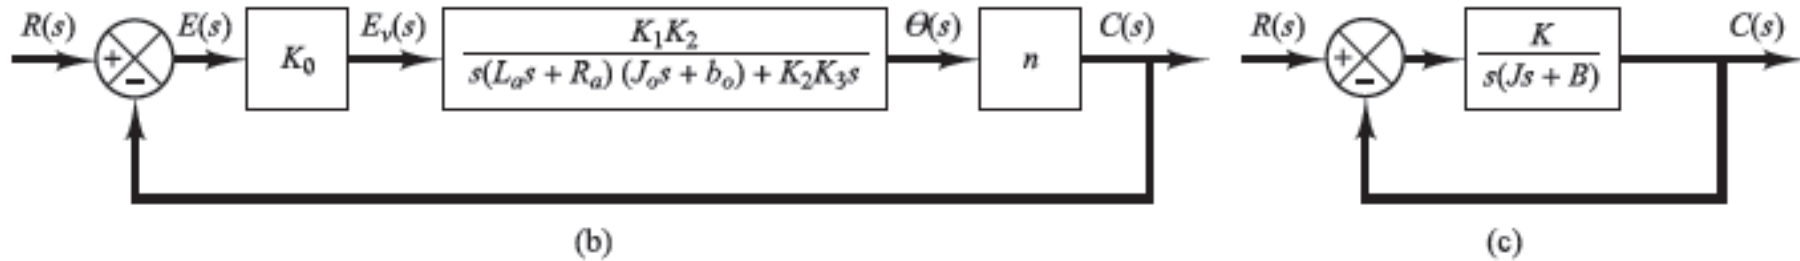 R(s) + − E(s) K₀ Eᵥ(s) K₁K₂ / s(Lₐs + Rₐ) (Jₒs + bₒ) + K₂K₃s Θ(s) n C(s)
(b)
R(s) + − K / s(Js + B) C(s)
(c)